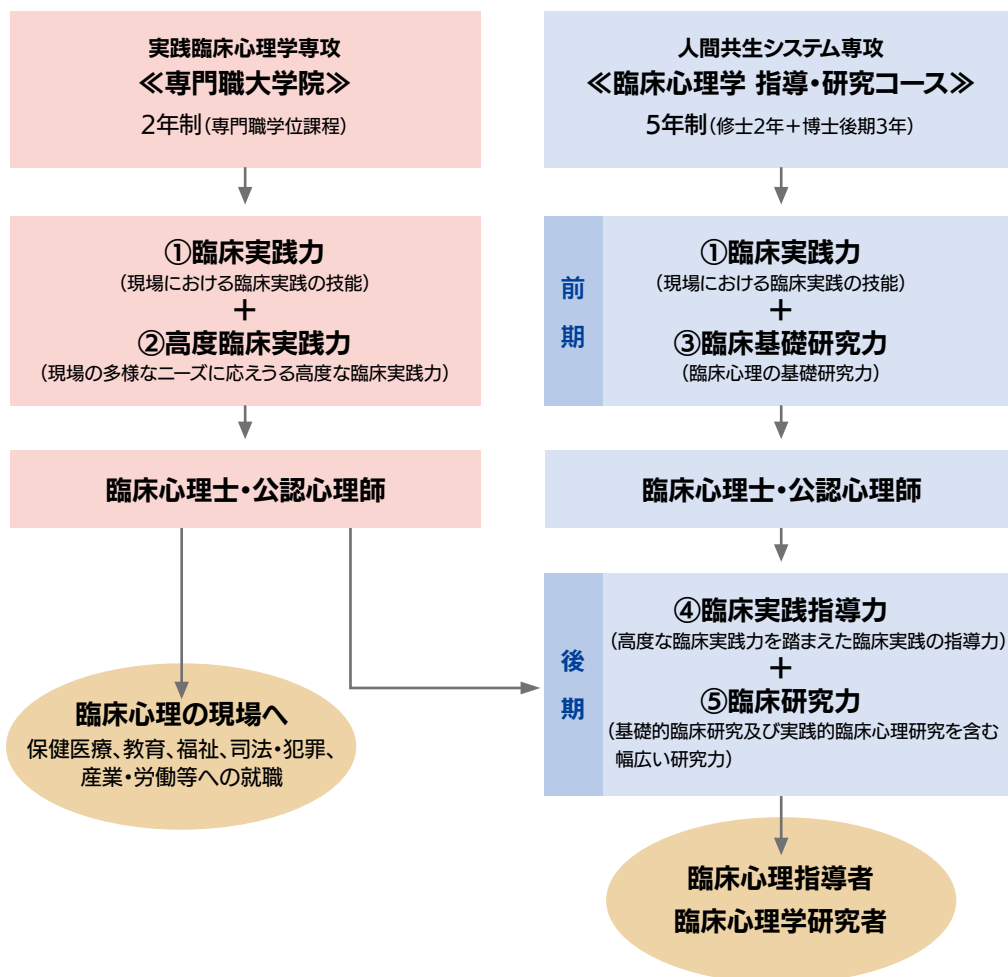 実践臨床心理学専攻
≪専門職大学院≫
2年制(専門職学位課程)
①臨床実践力
(現場における臨床実践の技能)
＋
②高度臨床実践力
(現場の多様なニーズに応えうる高度な臨床実践力)
臨床心理士・公認心理師
臨床心理の現場へ
保健医療、教育、福祉、司法・犯罪、
産業・労働等への就職
人間共生システム専攻
≪臨床心理学 指導・研究コース≫
5年制(修士2年＋博士後期3年)
前期
①臨床実践力
(現場における臨床実践の技能)
＋
③臨床基礎研究力
(臨床心理の基礎研究力)
臨床心理士・公認心理師
後期
④臨床実践指導力
(高度な臨床実践力を踏まえた臨床実践の指導力)
＋
⑤臨床研究力
(基礎的臨床研究及び実践的臨床心理研究を含む
幅広い研究力)
臨床心理指導者
臨床心理学研究者